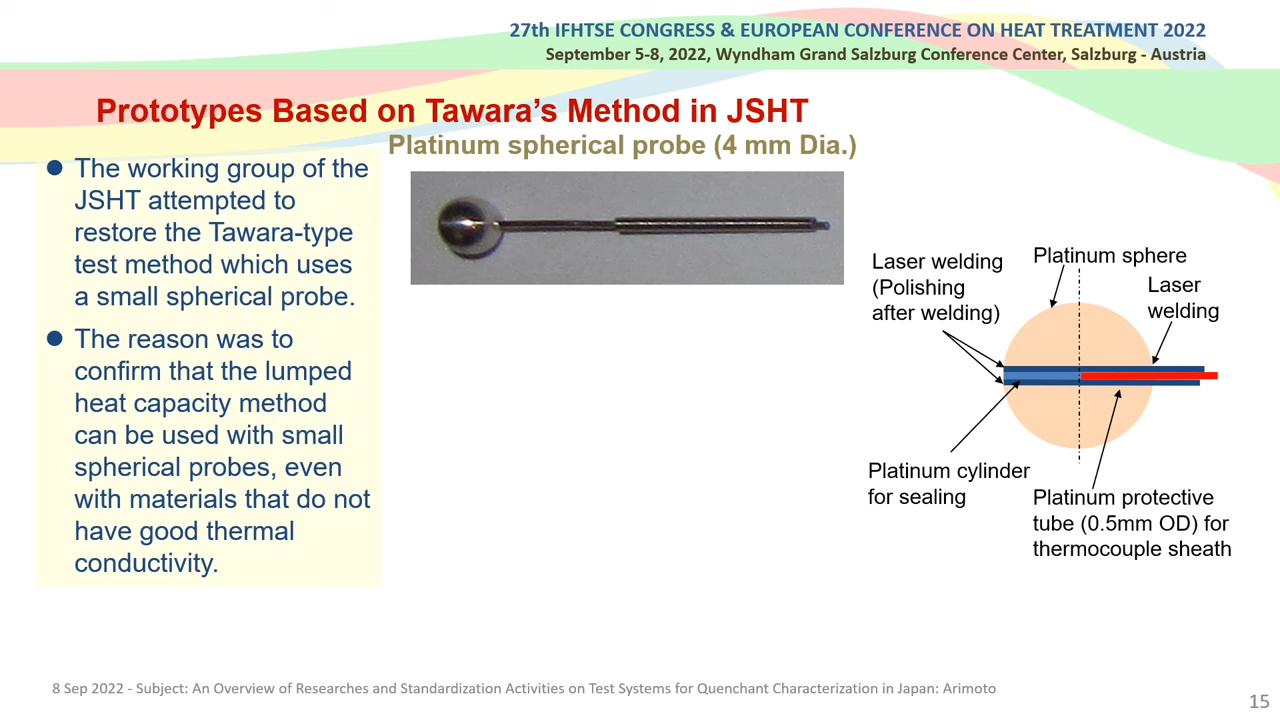 27th IFHTSE CONGRESS & EUROPEAN CONFERENCE ON HEAT TREATMENT 2022
September 5-8, 2022, Wyndham Grand Salzburg Conference Center, Salzburg - Austria
Prototypes Based on Tawara’s Method in JSHT
Platinum spherical probe (4 mm Dia.)
The working group of the
JSHT attempted to
restore the Tawara-type
test method which uses
a small spherical probe.
The reason was to
confirm that the lumped
heat capacity method
can be used with small
spherical probes, even
with materials that do not
have good thermal
conductivity.
Laser welding
(Polishing
after welding)
Platinum sphere
Laser
welding
Platinum cylinder
for sealing
Platinum protective
tube (0.5mm OD) for
thermocouple sheath
8 Sep 2022 - Subject: An Overview of Researches and Standardization Activities on Test Systems for Quenchant Characterization in Japan: Arimoto
15